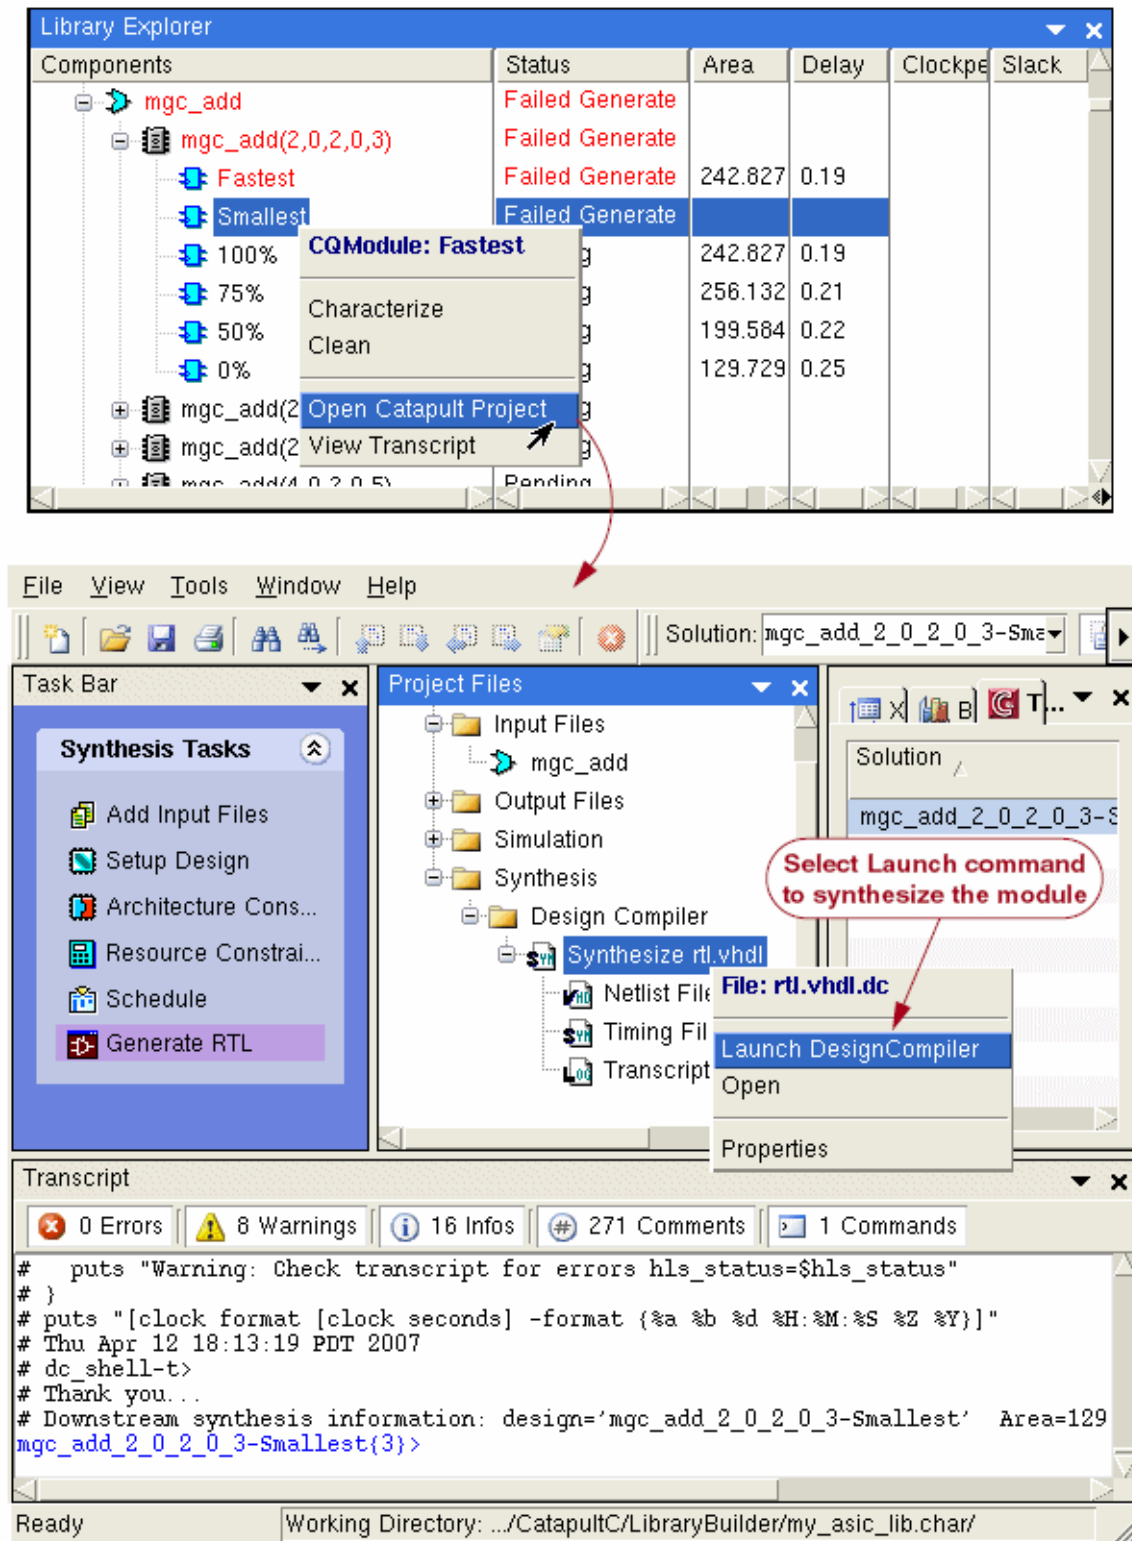 Library Explorer
Components Status Area Delay Clockpe Slack
mgc_add Failed Generate
mgc_add(2,0,2,0,3) Failed Generate
Fastest Failed Generate 242.827 0.19
Smallest Failed Generate
CQModule: Fastest
100% g 242.827 0.19
75% g 256.132 0.21
Characterize
50% g 199.584 0.22
Clean
0% g 129.729 0.25
mgc_add(2 Open Catapult Project g
mgc_add(2 View Transcript g
mgc_add(4,0,2,0,5) Pending
File View Tools Window Help
Solution: mgc_add_2_0_2_0_3-Sma
Task Bar Project Files X B T...
Synthesis Tasks
Add Input Files
Setup Design
Architecture Cons...
Resource Constrai...
Schedule
Generate RTL
Input Files
mgc_add
Output Files
Simulation
Synthesis
Design Compiler
Synthesize rtl.vhdl
Netlist File
Timing Fil
Transcript
Solution
mgc_add_2_0_2_0_3-S
Select Launch command
to synthesize the module
File: rtl.vhdl.dc
Launch DesignCompiler
Open
Properties
Transcript
0 Errors 8 Warnings 16 Infos 271 Comments 1 Commands
#   puts "Warning: Check transcript for errors hls_status=$hls_status"
# }
# puts "[clock format [clock seconds] -format {%a %b %d %H:%M:%S %Z %Y}]"
# Thu Apr 12 18:13:19 PDT 2007
# dc_shell-t>
# Thank you...
# Downstream synthesis information: design='mgc_add_2_0_2_0_3-Smallest'  Area=129
mgc_add_2_0_2_0_3-Smallest{3}>
Ready Working Directory: .../CatapultC/LibraryBuilder/my_asic_lib.char/